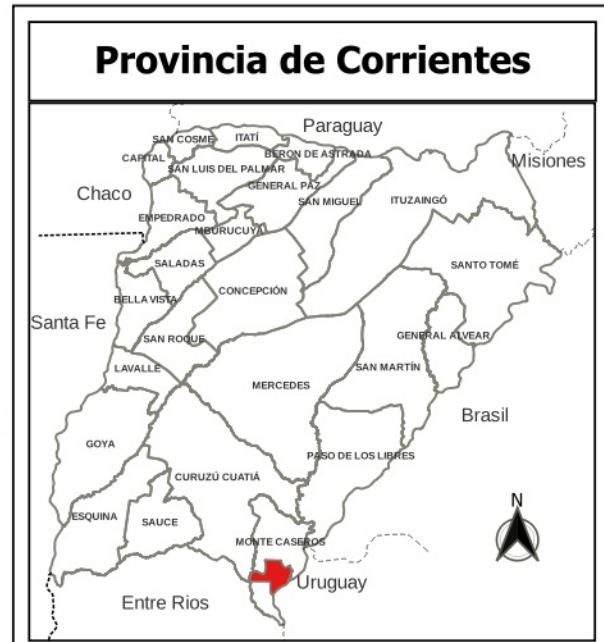 Provincia de Corrientes
Paraguay
SAN COSME
ITATÍ
CAPITAL
BERON DE ASTRADA
Misiones
SAN LUIS DEL PALMAR
GENERAL PAZ
Chaco
SAN MIGUEL
ITUZAINGÓ
EMPEDRADO
MBURUCUYA
SALADAS
SANTO TOMÉ
CONCEPCIÓN
BELLA VISTA
Santa Fe
SAN ROQUE
GENERAL ALVEAR
LAVALLE
SAN MARTÍN
MERCEDES
Brasil
GOYA
PASO DE LOS LIBRES
CURUZÚ CUATIÁ
N
ESQUINA
SAUCE
MONTE CASEROS
Uruguay
Entre Rios